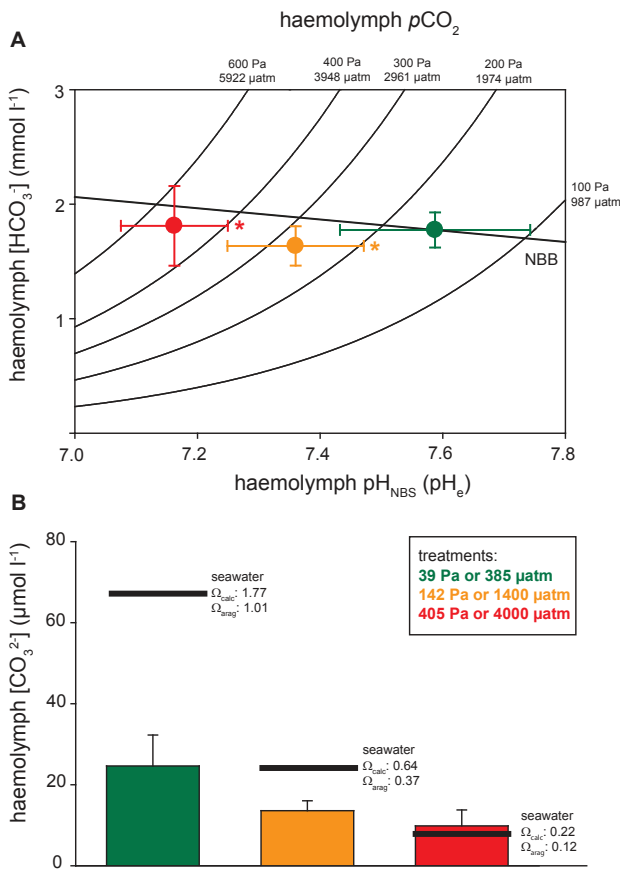 haemolymph pCO2
A
600 Pa
5922 µatm
400 Pa
3948 µatm
300 Pa
2961 µatm
200 Pa
1974 µatm
100 Pa
987 µatm
haemolymph [HCO3-] (mmol l-1)
3
2
1
*
*
NBB
7.0
7.2
7.4
7.6
7.8
haemolymph pHNBS (pHe)
B
haemolymph [CO32-] (µmol l-1)
80
60
40
20
0
seawater
Ωcalc: 1.77
Ωarag: 1.01
treatments:
39 Pa or 385 µatm
142 Pa or 1400 µatm
405 Pa or 4000 µatm
seawater
Ωcalc: 0.64
Ωarag: 0.37
seawater
Ωcalc: 0.22
Ωarag: 0.12